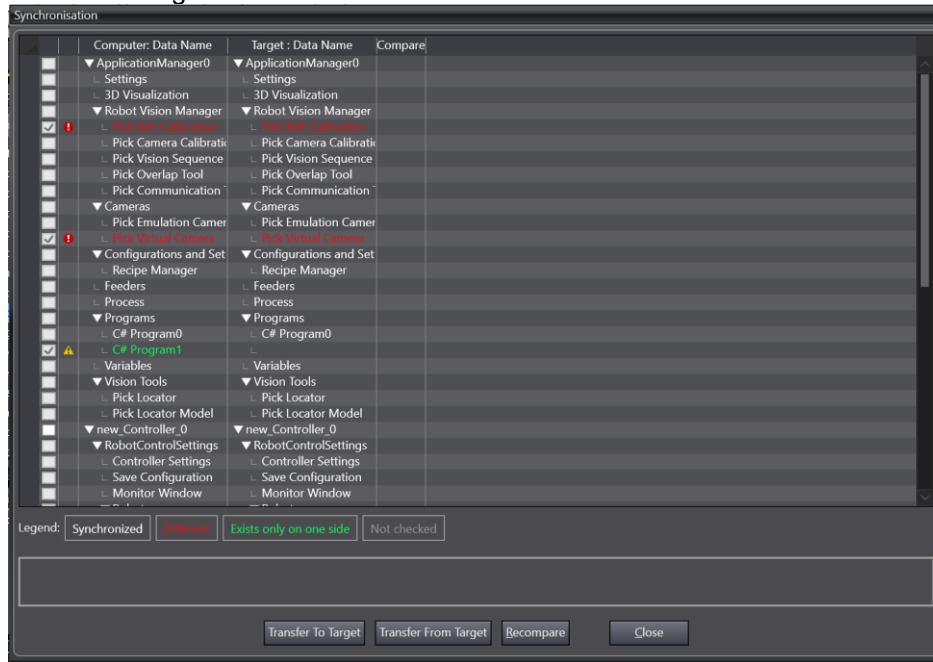 Synchronisation
Computer: Data Name Target : Data Name Compare
▼ ApplicationManager0 ▼ ApplicationManager0
Settings Settings
3D Visualization 3D Visualization
▼ Robot Vision Manager ▼ Robot Vision Manager
Pick Belt Calibration Pick Belt Calibration
Pick Camera Calibrati Pick Camera Calibrati
Pick Vision Sequence Pick Vision Sequence
Pick Overlap Tool Pick Overlap Tool
Pick Communication Pick Communication
▼ Cameras ▼ Cameras
Pick Emulation Camer Pick Emulation Camer
Pick Virtual Camera Pick Virtual Camera
▼ Configurations and Set ▼ Configurations and Set
Recipe Manager Recipe Manager
Feeders Feeders
Process Process
▼ Programs ▼ Programs
C# Program0 C# Program0
C# Program1
Variables Variables
▼ Vision Tools ▼ Vision Tools
Pick Locator Pick Locator
Pick Locator Model Pick Locator Model
▼ new_Controller_0 ▼ new_Controller_0
▼ RobotControlSettings ▼ RobotControlSettings
Controller Settings Controller Settings
Save Configuration Save Configuration
Monitor Window Monitor Window
Legend: Synchronized Different Exists only on one side Not checked
Transfer To Target Transfer From Target Recompare Close